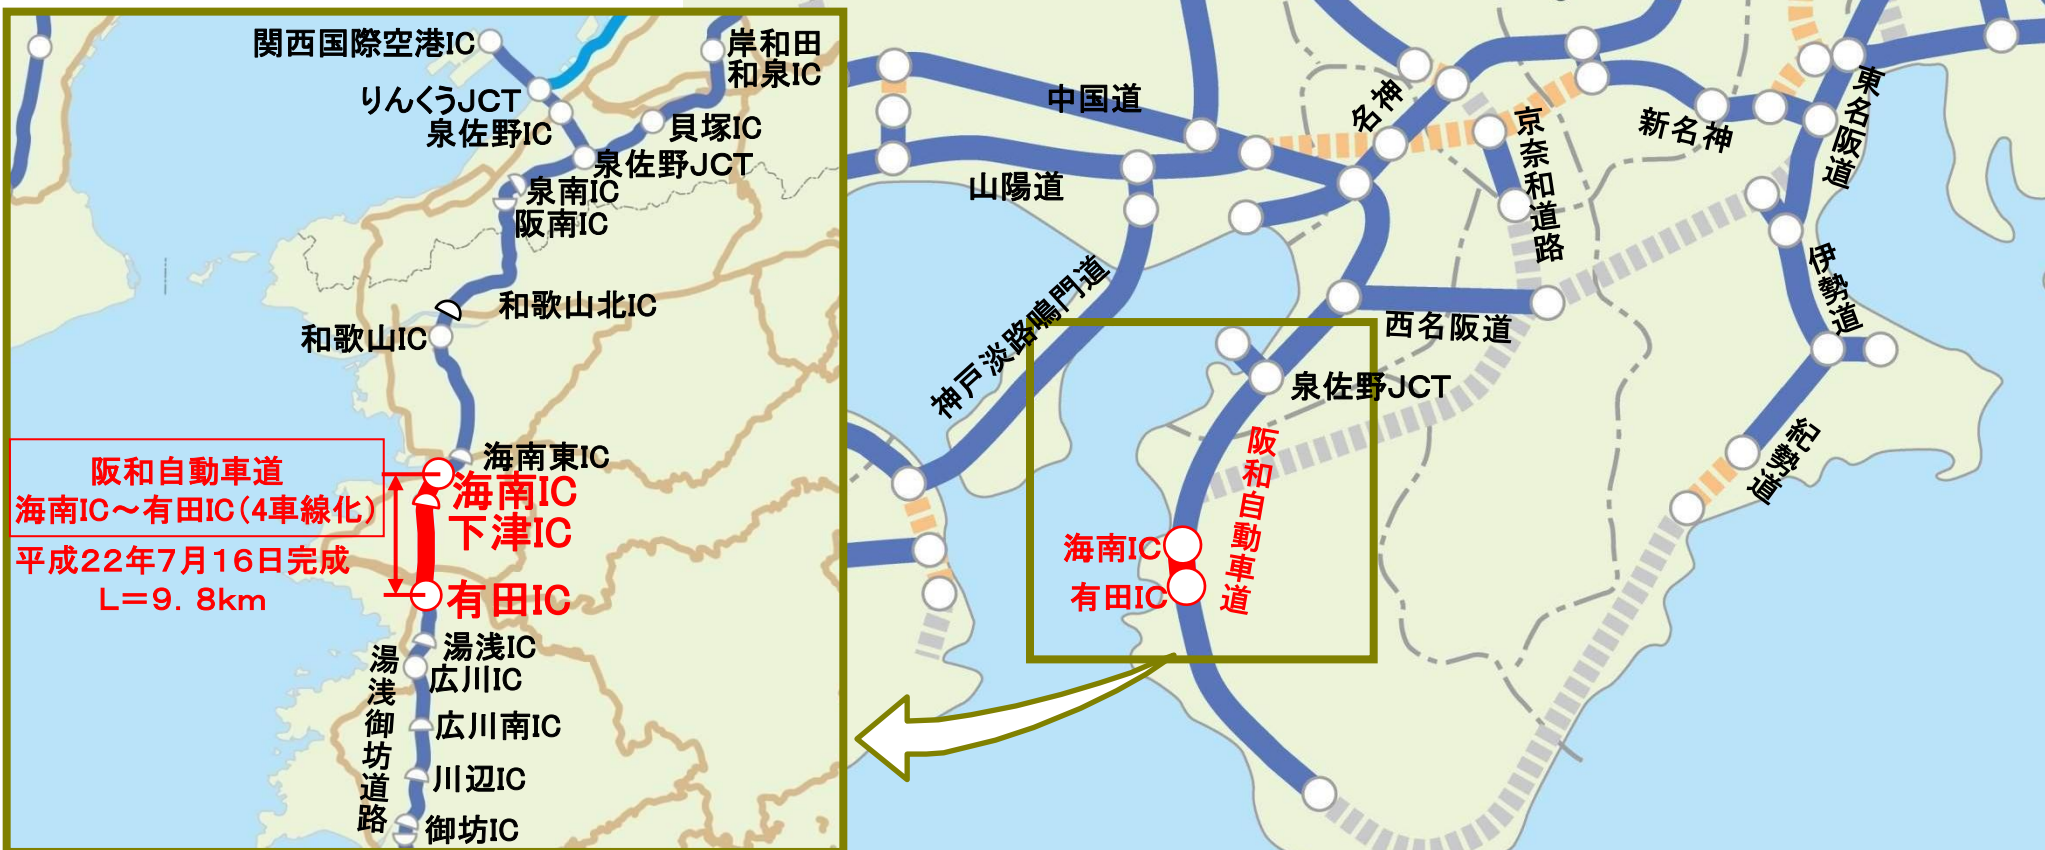 関西国際空港IC
りんくうJCT
泉佐野IC
岸和田
和泉IC
貝塚IC
泉佐野JCT
泉南IC
阪南IC
和歌山北IC
和歌山IC
海南東IC
海南IC
下津IC
有田IC
阪和自動車道
海南IC～有田IC(4車線化)
平成22年7月16日完成
L＝9．8km
湯浅IC
広川IC
広川南IC
川辺IC
御坊IC
湯浅御坊道路
中国道
山陽道
名神
京奈和道路
新名神
東名阪道
伊勢道
紀勢道
西名阪道
神戸淡路鳴門道
泉佐野JCT
阪和自動車道
海南IC
有田IC